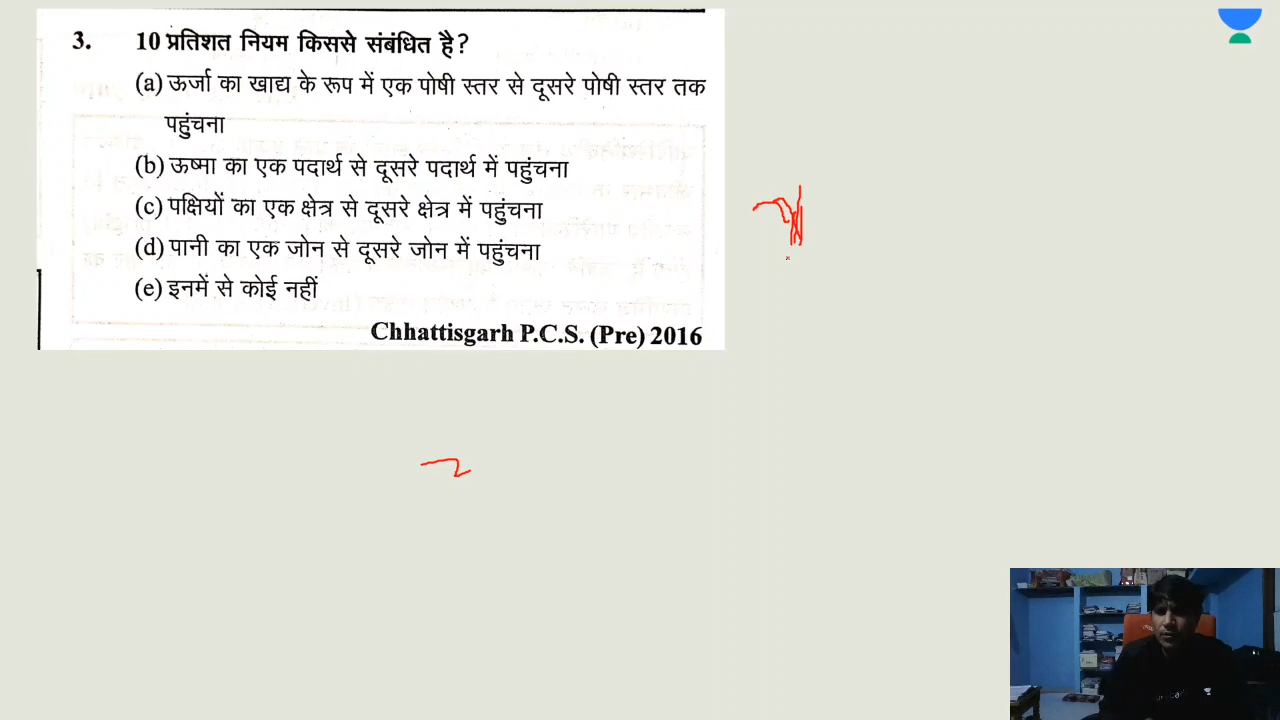 3. 10 प्रतिशत नियम किससे संबंधित है?
(a) ऊर्जा का खाद्य के रूप में एक पोषी स्तर से दूसरे पोषी स्तर तक
पहुंचना
(b) ऊष्मा का एक पदार्थ से दूसरे पदार्थ में पहुंचना
(c) पक्षियों का एक क्षेत्र से दूसरे क्षेत्र में पहुंचना
(d) पानी का एक जोन से दूसरे जोन में पहुंचना
(e) इनमें से कोई नहीं
Chhattisgarh P.C.S. (Pre) 2016